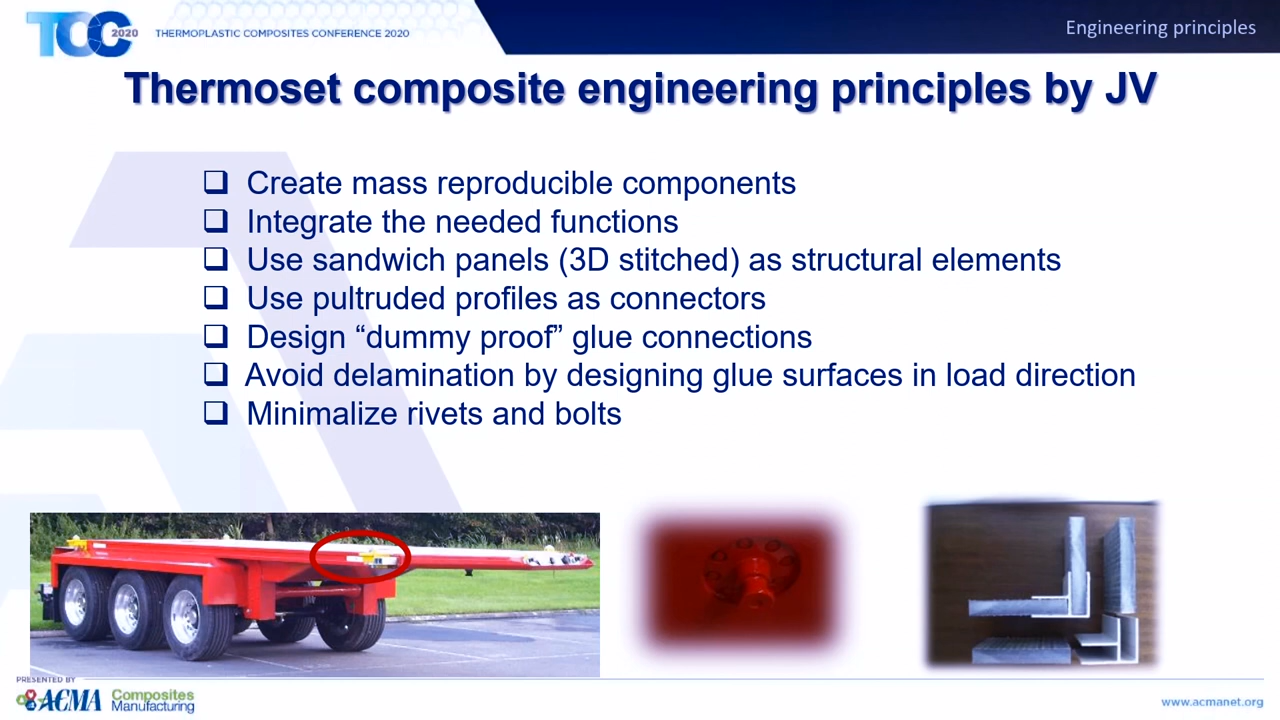 TCC 2020
THERMOPLASTIC COMPOSITES CONFERENCE 2020
Engineering principles
Thermoset composite engineering principles by JV
Create mass reproducible components
Integrate the needed functions
Use sandwich panels (3D stitched) as structural elements
Use pultruded profiles as connectors
Design “dummy proof” glue connections
Avoid delamination by designing glue surfaces in load direction
Minimalize rivets and bolts
PRESENTED BY
ACMA
Composites
Manufacturing
www.acmanet.org